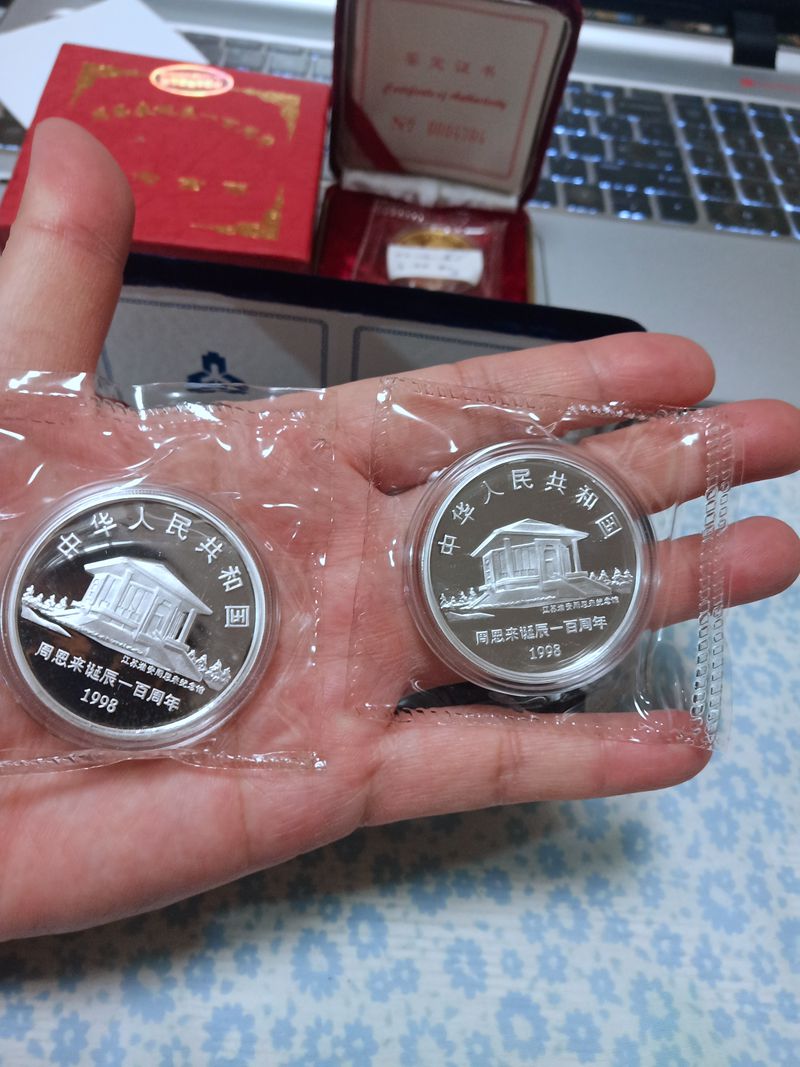 鉴定证书
Certificate of Authenticity
中华人民共和国
江苏淮安周恩来纪念馆
周恩来诞辰一百周年
1998
中华人民共和国
江苏淮安周恩来纪念馆
周恩来诞辰一百周年
1998